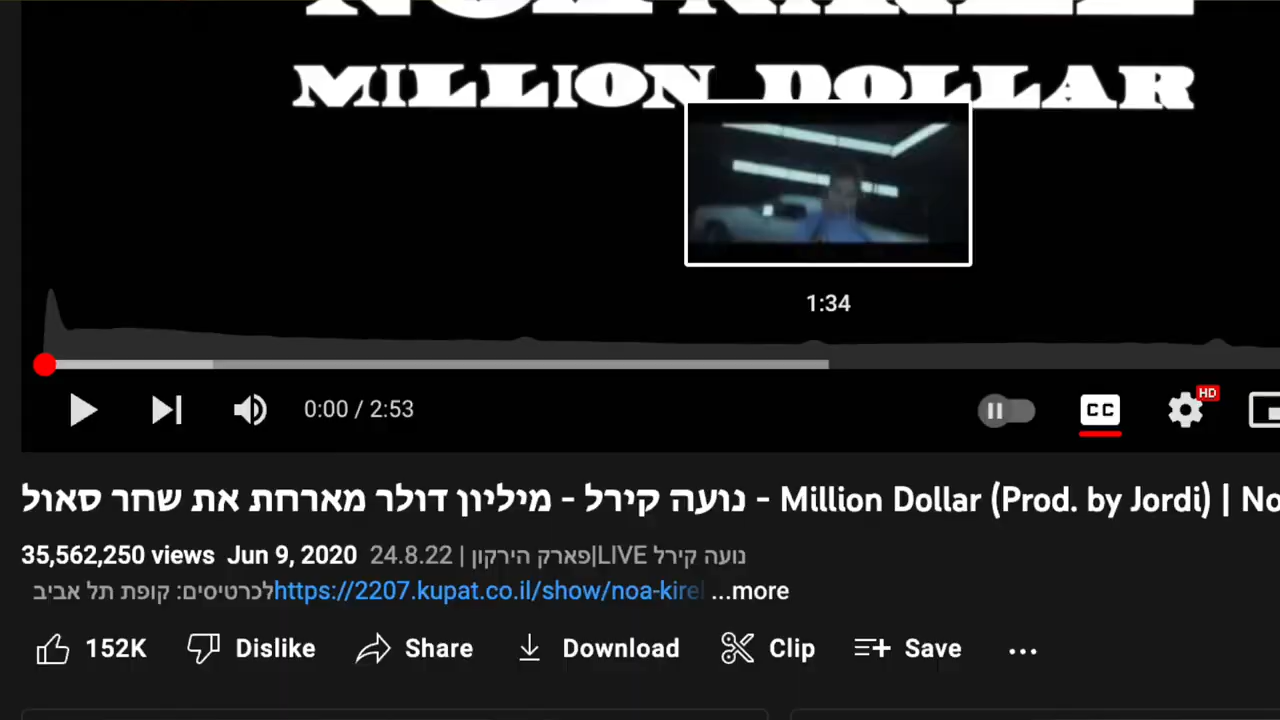 MILLION DOLLAR
1:34
0:00 / 2:53
CC
HD
נועה קירל - מיליון דולר מארחת את שחר סאול - Million Dollar (Prod. by Jordi) | No
35,562,250 views Jun 9, 2020 נועה קירל LIVE|פארק הירקון | 24.8.22
לכרטיסים: קופת תל אביב https://2207.kupat.co.il/show/noa-kirel ...more
152K Dislike Share Download Clip Save ...